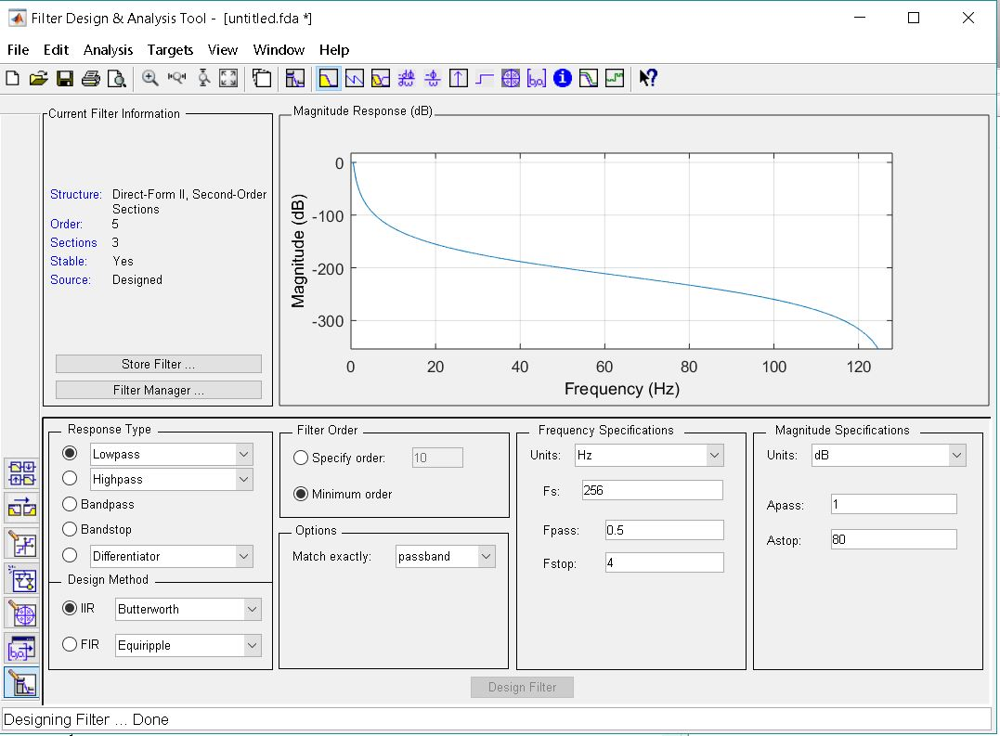 Filter Design & Analysis Tool - [untitled.fda *]
File Edit Analysis Targets View Window Help
Current Filter Information
Structure: Direct-Form II, Second-Order
Sections
Order: 5
Sections 3
Stable: Yes
Source: Designed
Store Filter ...
Filter Manager ...
Magnitude Response (dB)
Magnitude (dB)
0
-100
-200
-300
0 20 40 60 80 100 120
Frequency (Hz)
Response Type
Lowpass
Highpass
Bandpass
Bandstop
Differentiator
Design Method
IIR Butterworth
FIR Equiripple
Filter Order
Specify order: 10
Minimum order
Options
Match exactly: passband
Frequency Specifications
Units: Hz
Fs: 256
Fpass: 0.5
Fstop: 4
Magnitude Specifications
Units: dB
Apass: 1
Astop: 80
Design Filter
Designing Filter ... Done